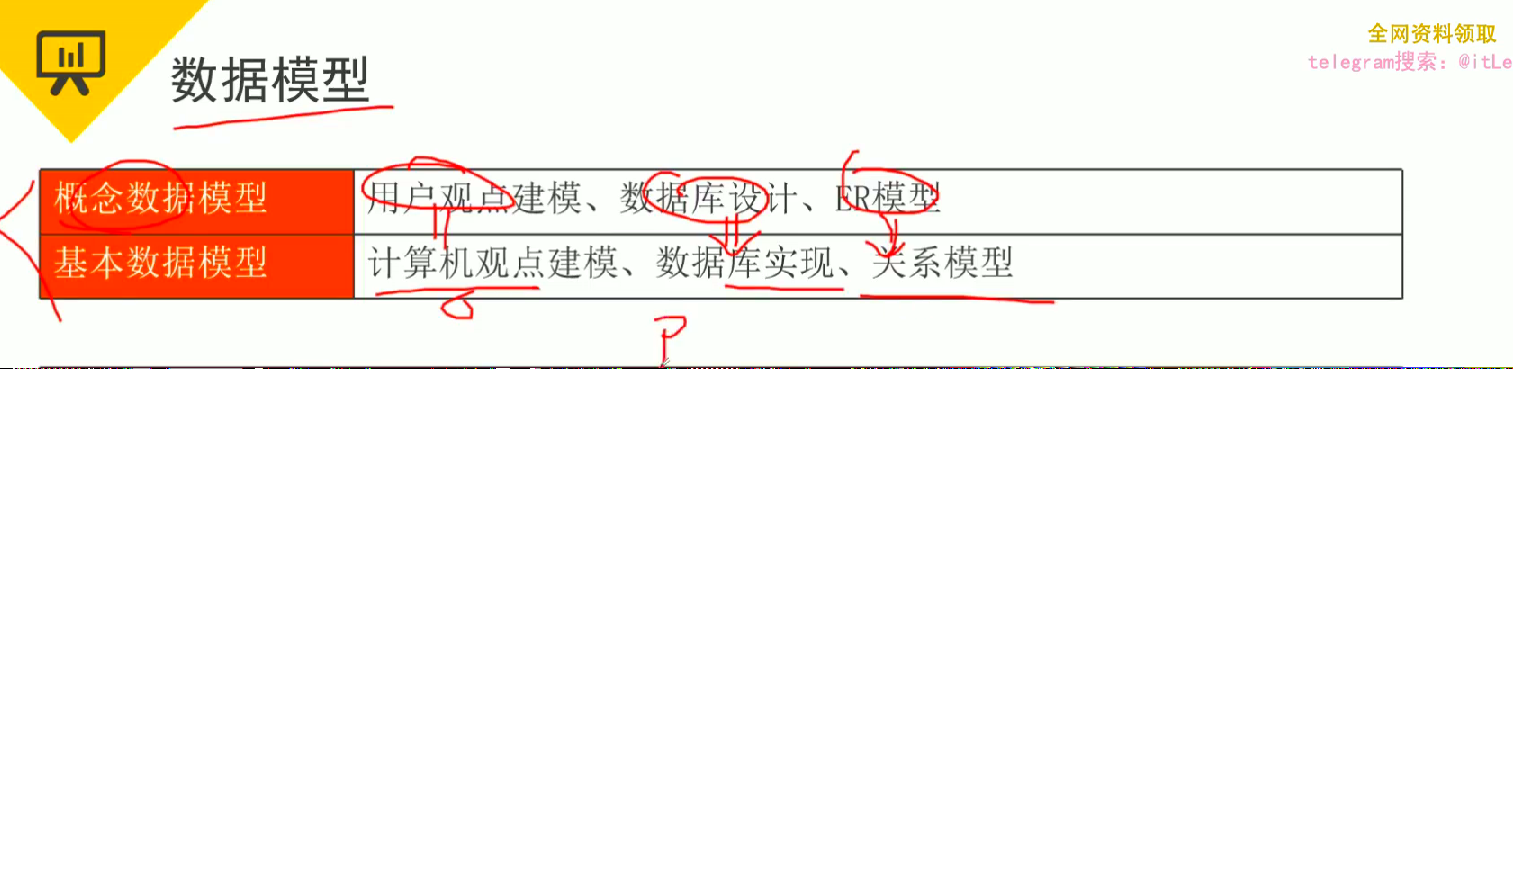 全网资料领取
telegram搜索：@itLe
数据模型
概念数据模型 用户观点建模、数据库设计、ER模型
基本数据模型 计算机观点建模、数据库实现、关系模型
P